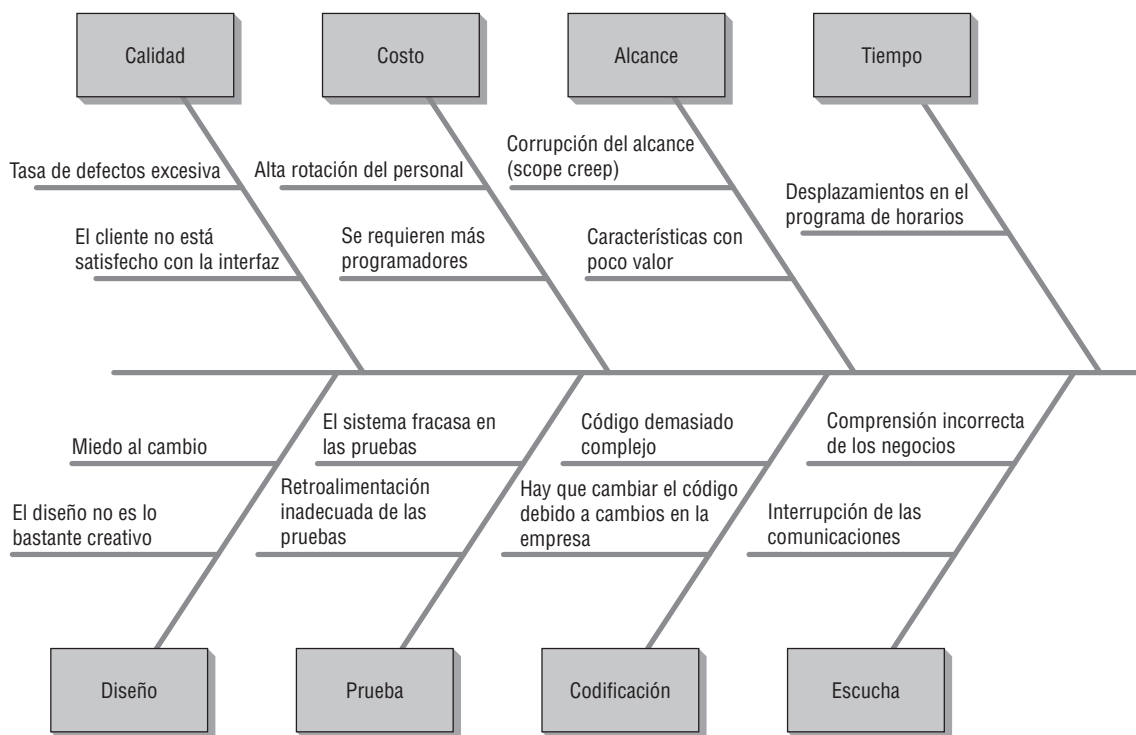 Calidad
Costo
Alcance
Tiempo
Tasa de defectos excesiva
El cliente no está
satisfecho con la interfaz
Alta rotación del personal
Se requieren más
programadores
Corrupción del alcance
(scope creep)
Características con
poco valor
Desplazamientos en el
programa de horarios
Miedo al cambio
El diseño no es lo
bastante creativo
El sistema fracasa en
las pruebas
Retroalimentación
inadecuada de las
pruebas
Código demasiado
complejo
Hay que cambiar el código
debido a cambios en la
empresa
Comprensión incorrecta
de los negocios
Interrupción de las
comunicaciones
Diseño
Prueba
Codificación
Escucha